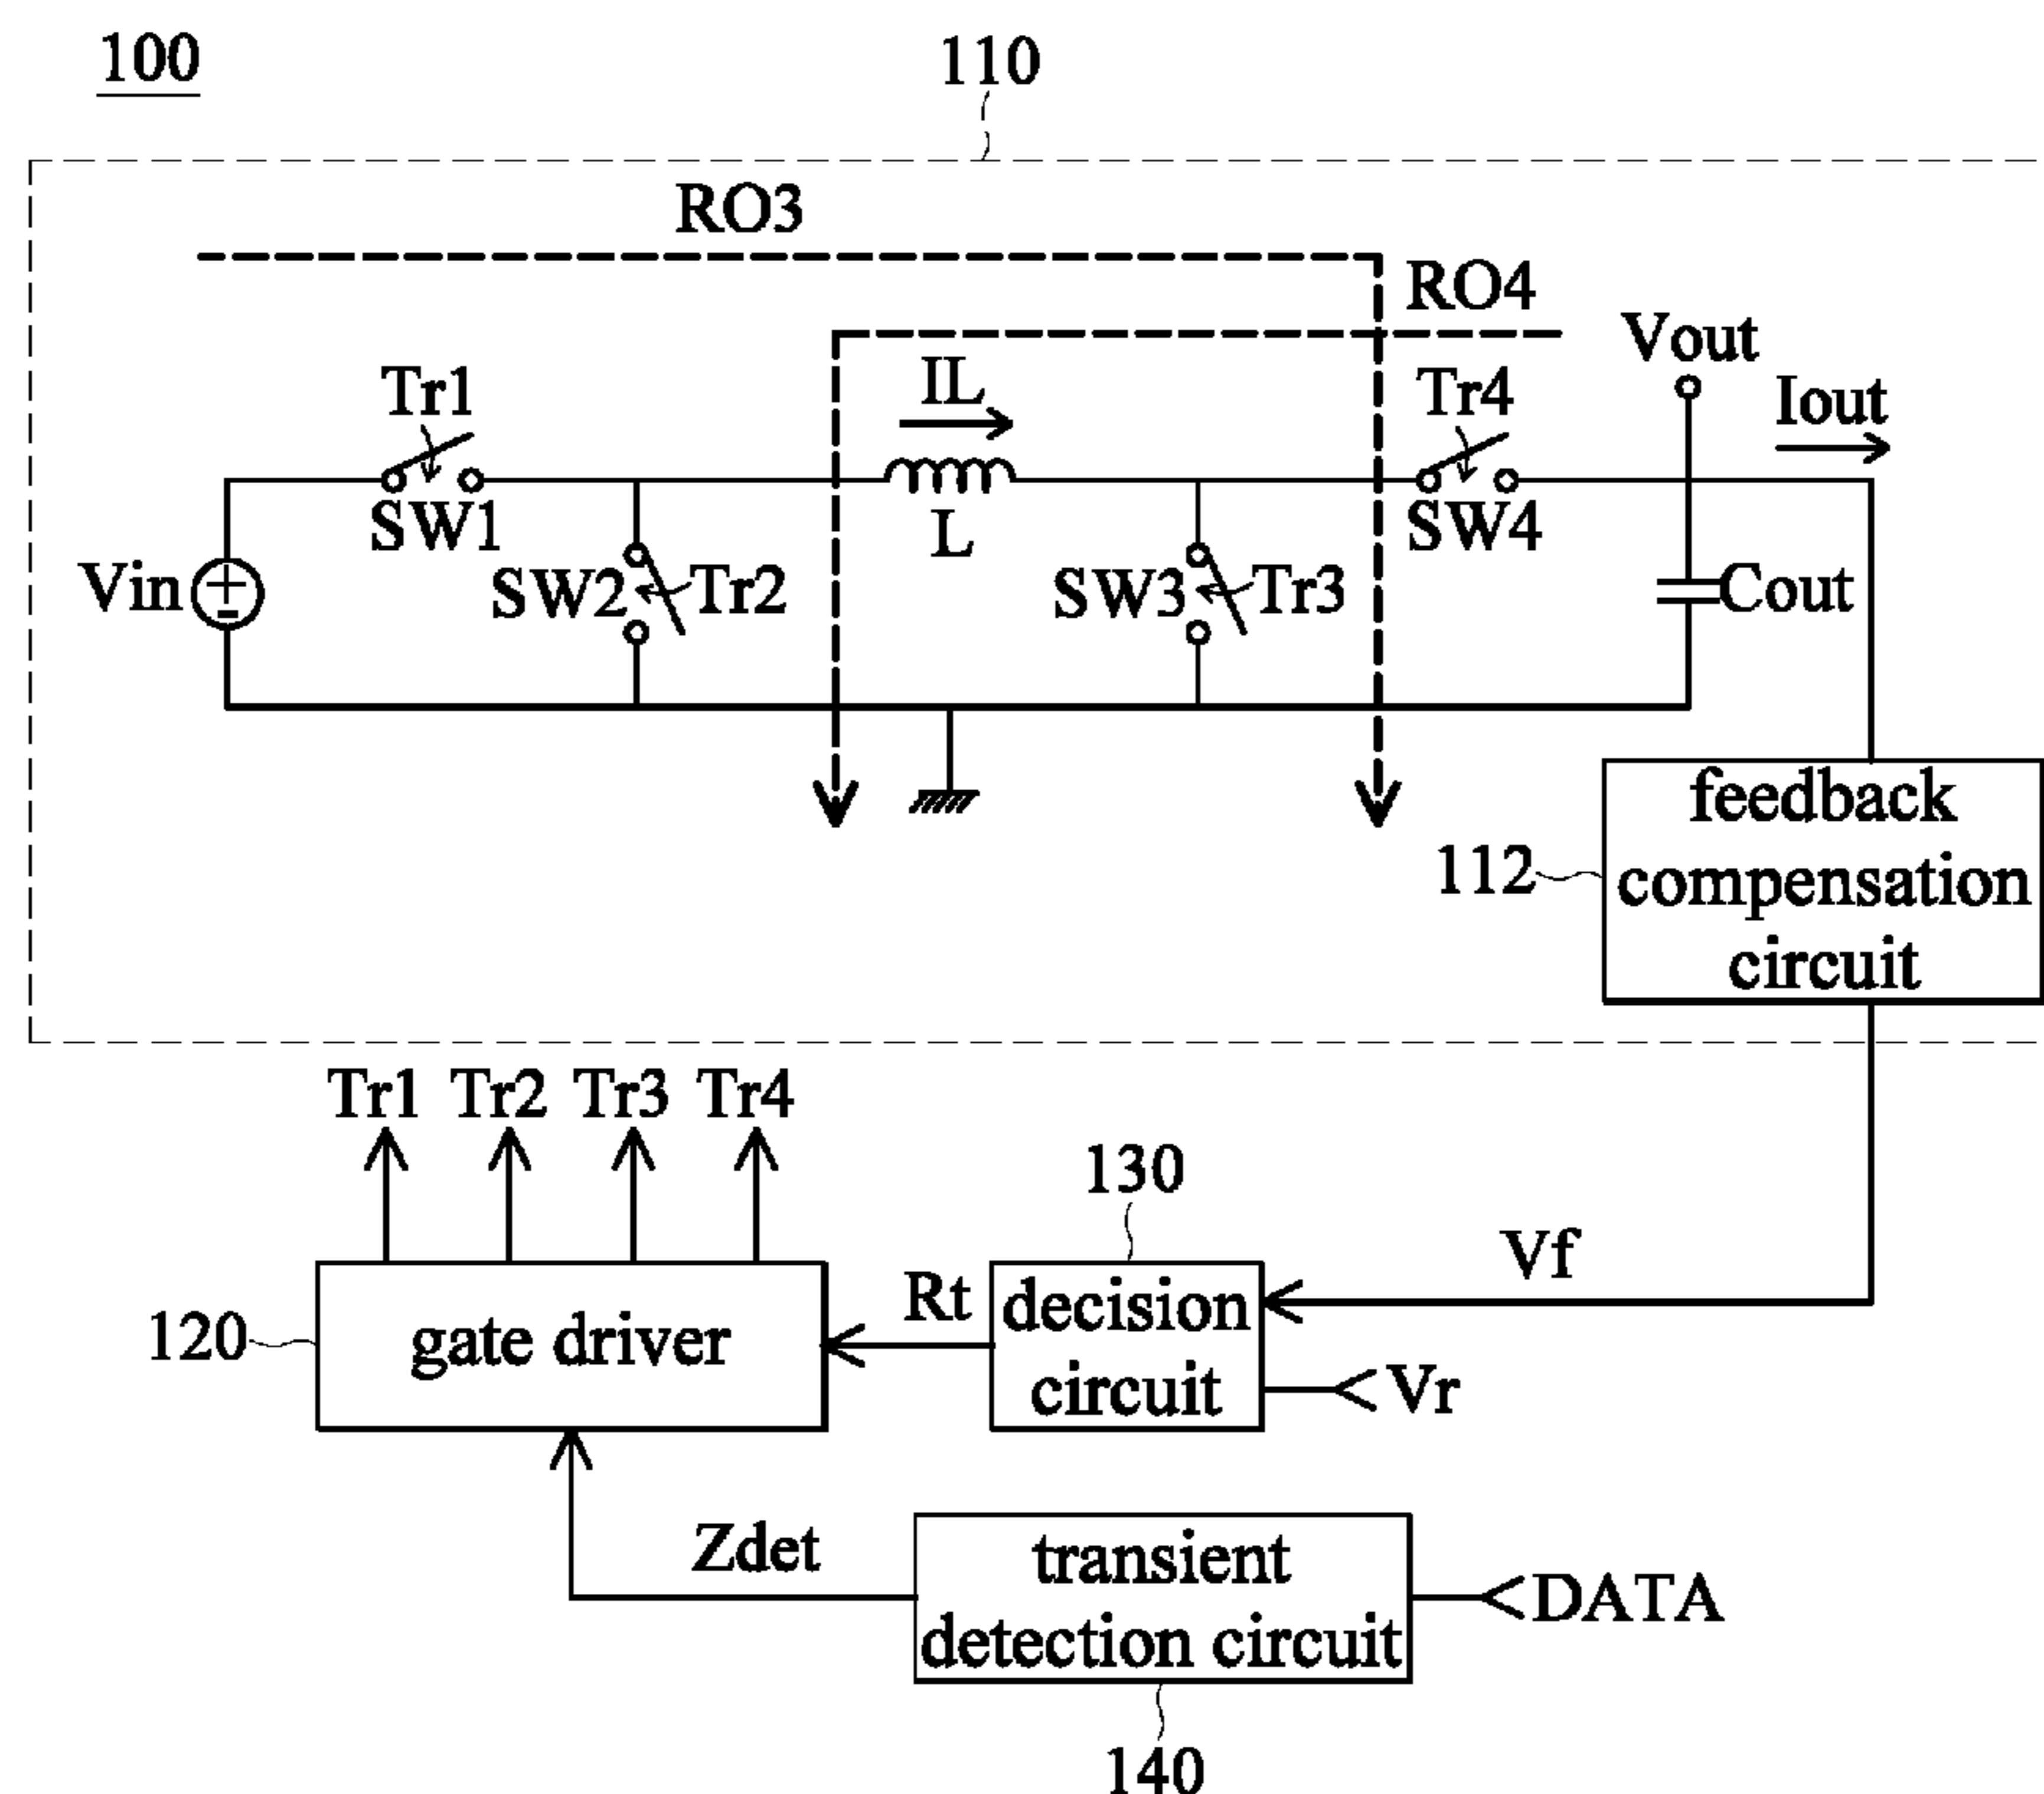 100
110
RO3
RO4
Vout
IL
Iout
Tr1
Tr4
SW1
L
SW4
Vin
+
-
SW2
Tr2
SW3
Tr3
Cout
feedback
compensation
circuit
112
Tr1 Tr2 Tr3 Tr4
130
Vf
Rt
120
gate driver
decision
circuit
Vr
Zdet
transient
detection circuit
DATA
140